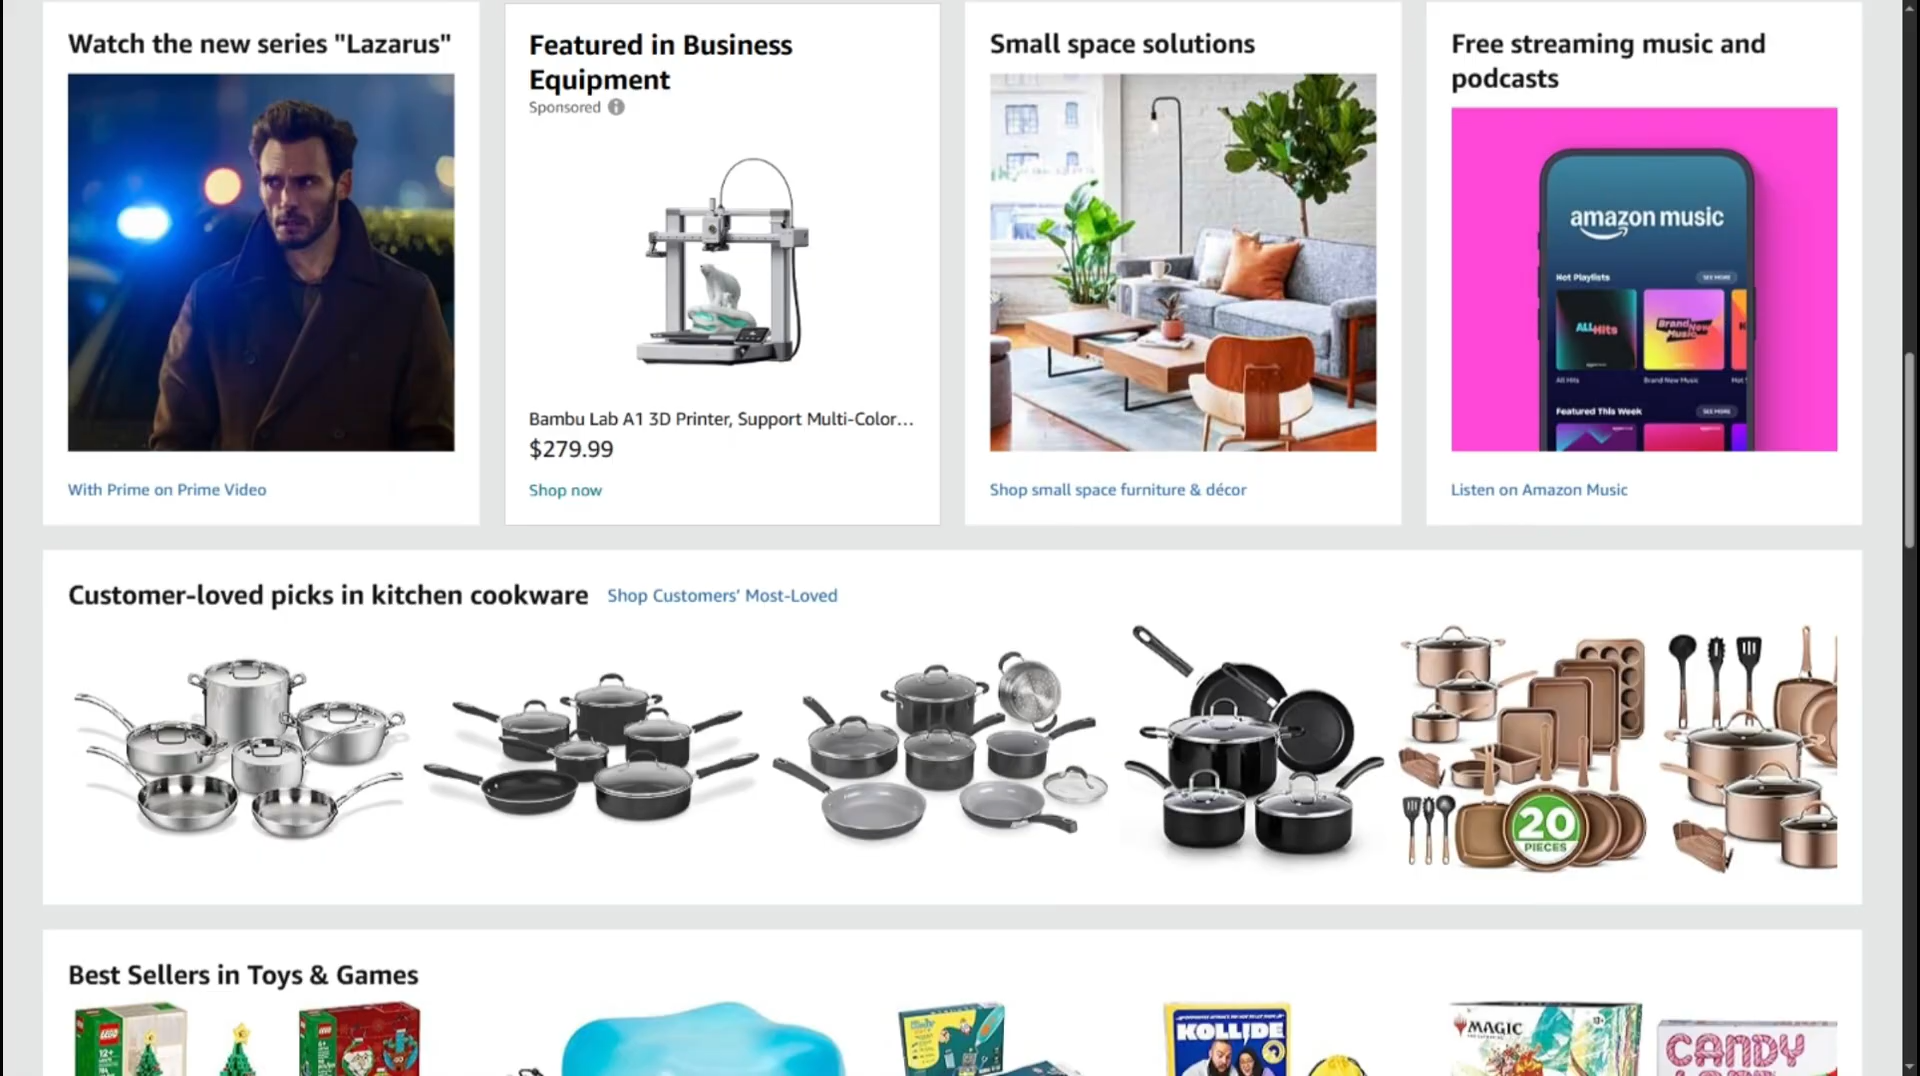 Watch the new series "Lazarus"
With Prime on Prime Video
Featured in Business
Equipment
Sponsored
Bambu Lab A1 3D Printer, Support Multi-Color...
$279.99
Shop now
Small space solutions
Shop small space furniture & décor
Free streaming music and
podcasts
amazon music
Hot Playlists
SEE MORE
ALL Hits
Brand New
Music
All Hits
Brand New Music
Hot
Featured This Week
SEE MORE
Listen on Amazon Music
Customer-loved picks in kitchen cookware
Shop Customers' Most-Loved
20
PIECES
Best Sellers in Toys & Games
LEGO
12+
LEGO
KOLLIDE
MAGIC
13+
CANDY